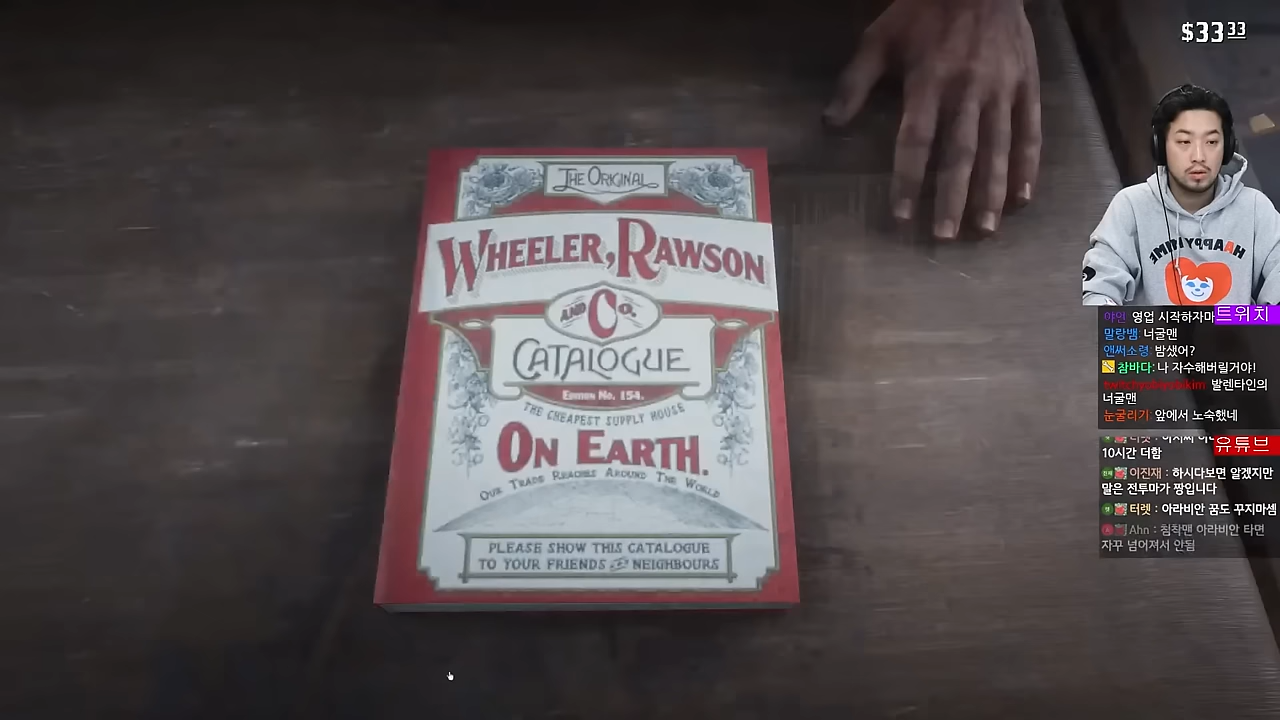 $33 33
THE ORIGINAL
WHEELER, RAWSON
AND CO.
CATALOGUE
EDITION NO. 154.
THE CHEAPEST SUPPLY HOUSE
ON EARTH.
OUR TRADE REACHES AROUND THE WORLD
PLEASE SHOW THIS CATALOGUE
TO YOUR FRIENDS AND NEIGHBOURS
HAAPPYTIME
야인 영업 시작하자마
트위치
말랑뱀 너굴맨
앤써소령 밤샜어?
참바다: 나 자수해버릴거야!
발렌타인의
너굴맨
눈굴리기: 앞에서 노숙했네
유튜브
10시간 더함
이진재 : 하시다보면 알겠지만
말은 전투마가 짱입니다
터렛 : 아라비안 꿈도 꾸지마셈
Ahn : 침착맨 아라비안 타면
자꾸 넘어져서 안됨